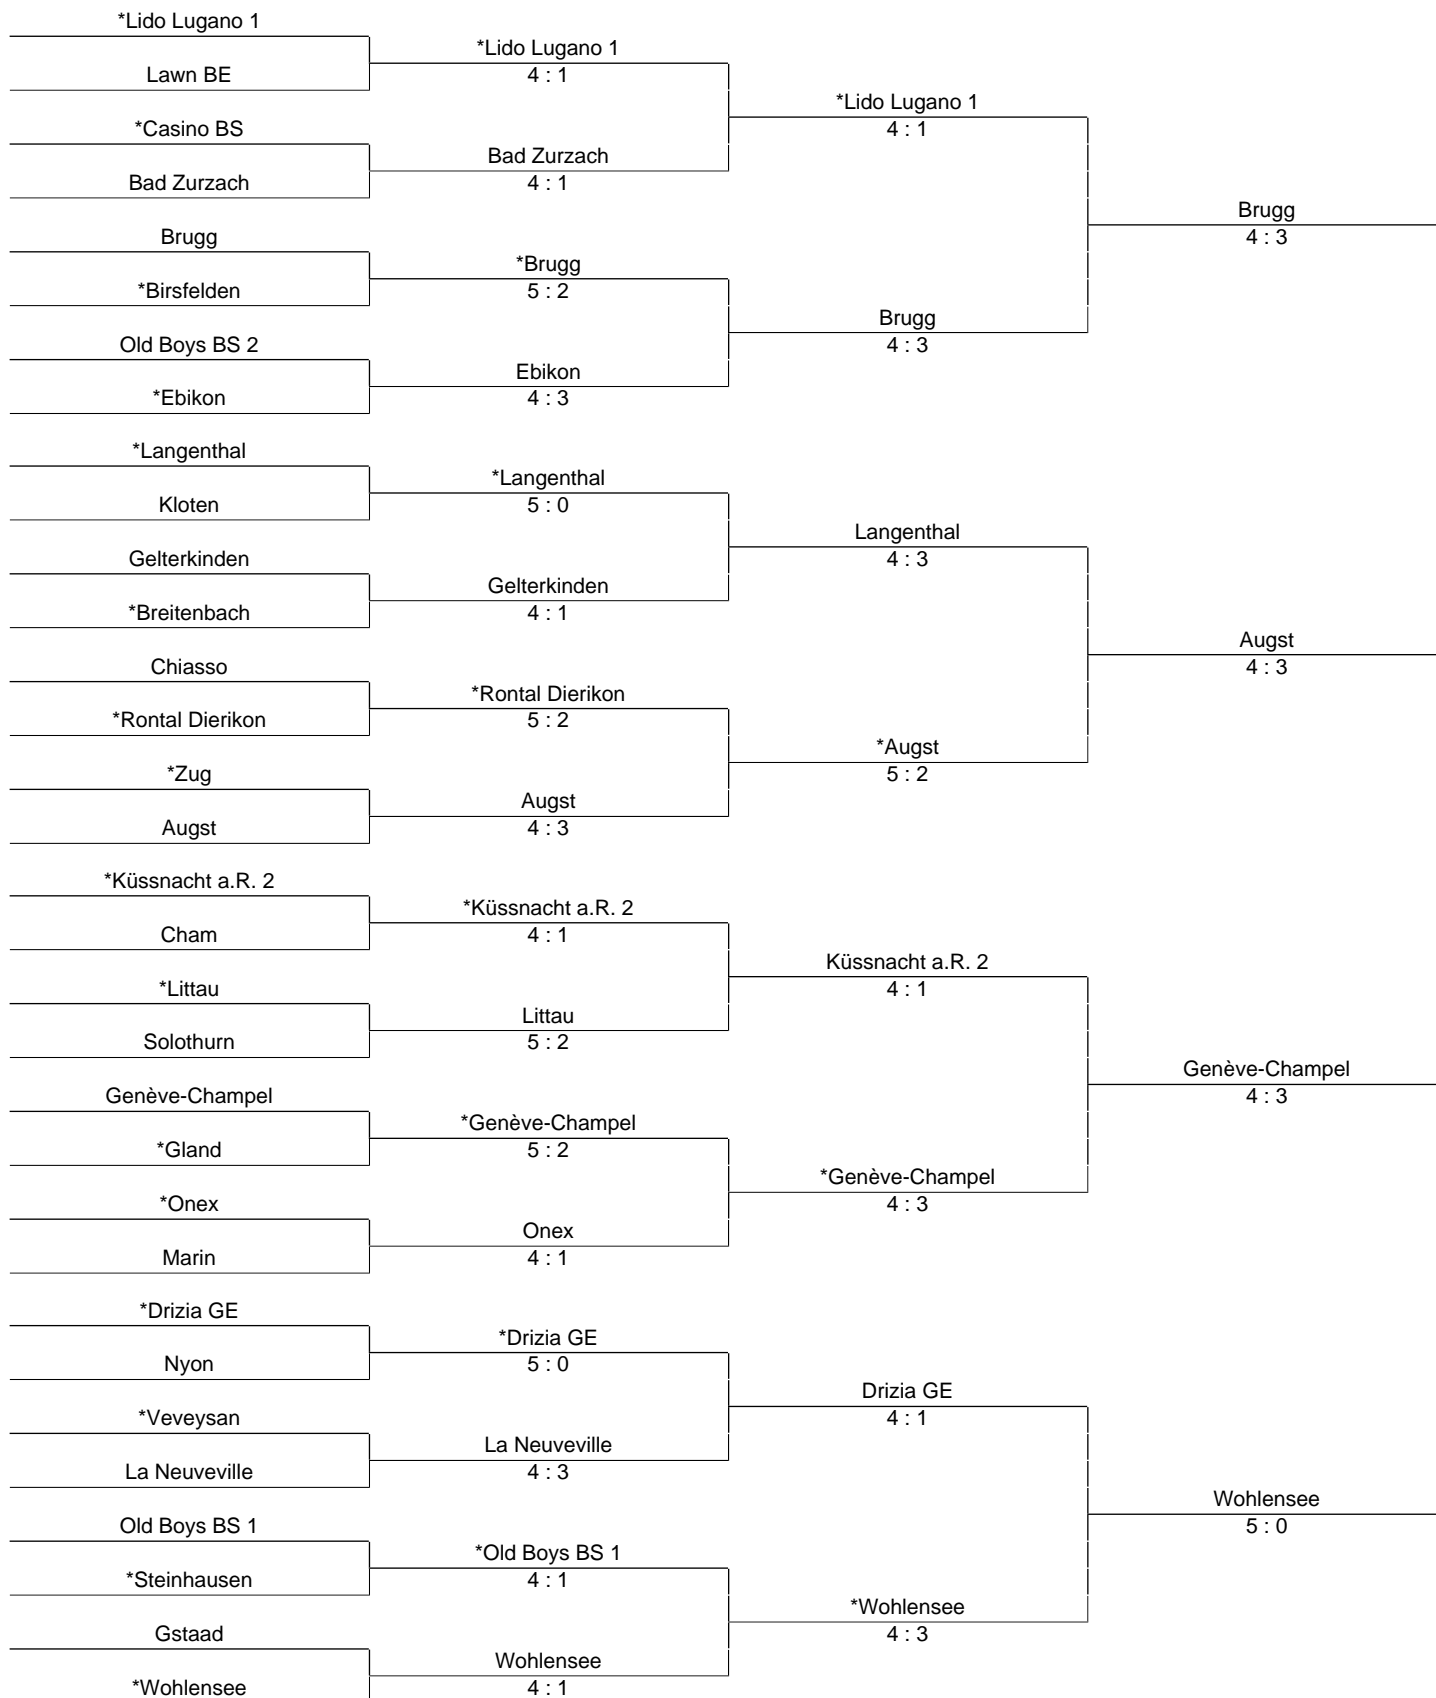 *Lido Lugano 1
*Lido Lugano 1
Lawn BE
4 : 1
*Lido Lugano 1
*Casino BS
4 : 1
Bad Zurzach
Bad Zurzach
4 : 1
Brugg
Brugg
4 : 3
*Brugg
*Birsfelden
5 : 2
Brugg
Old Boys BS 2
4 : 3
Ebikon
*Ebikon
4 : 3
*Langenthal
*Langenthal
Kloten
5 : 0
Langenthal
Gelterkinden
4 : 3
Gelterkinden
*Breitenbach
4 : 1
Augst
Chiasso
4 : 3
*Rontal Dierikon
*Rontal Dierikon
5 : 2
*Augst
*Zug
5 : 2
Augst
Augst
4 : 3
*Küssnacht a.R. 2
*Küssnacht a.R. 2
Cham
4 : 1
Küssnacht a.R. 2
*Littau
4 : 1
Littau
Solothurn
5 : 2
Genève-Champel
Genève-Champel
4 : 3
*Genève-Champel
*Gland
5 : 2
*Genève-Champel
*Onex
4 : 3
Onex
Marin
4 : 1
*Drizia GE
*Drizia GE
Nyon
5 : 0
Drizia GE
*Veveysan
4 : 1
La Neuveville
La Neuveville
4 : 3
Wohlensee
Old Boys BS 1
5 : 0
*Old Boys BS 1
*Steinhausen
4 : 1
*Wohlensee
Gstaad
4 : 3
Wohlensee
*Wohlensee
4 : 1